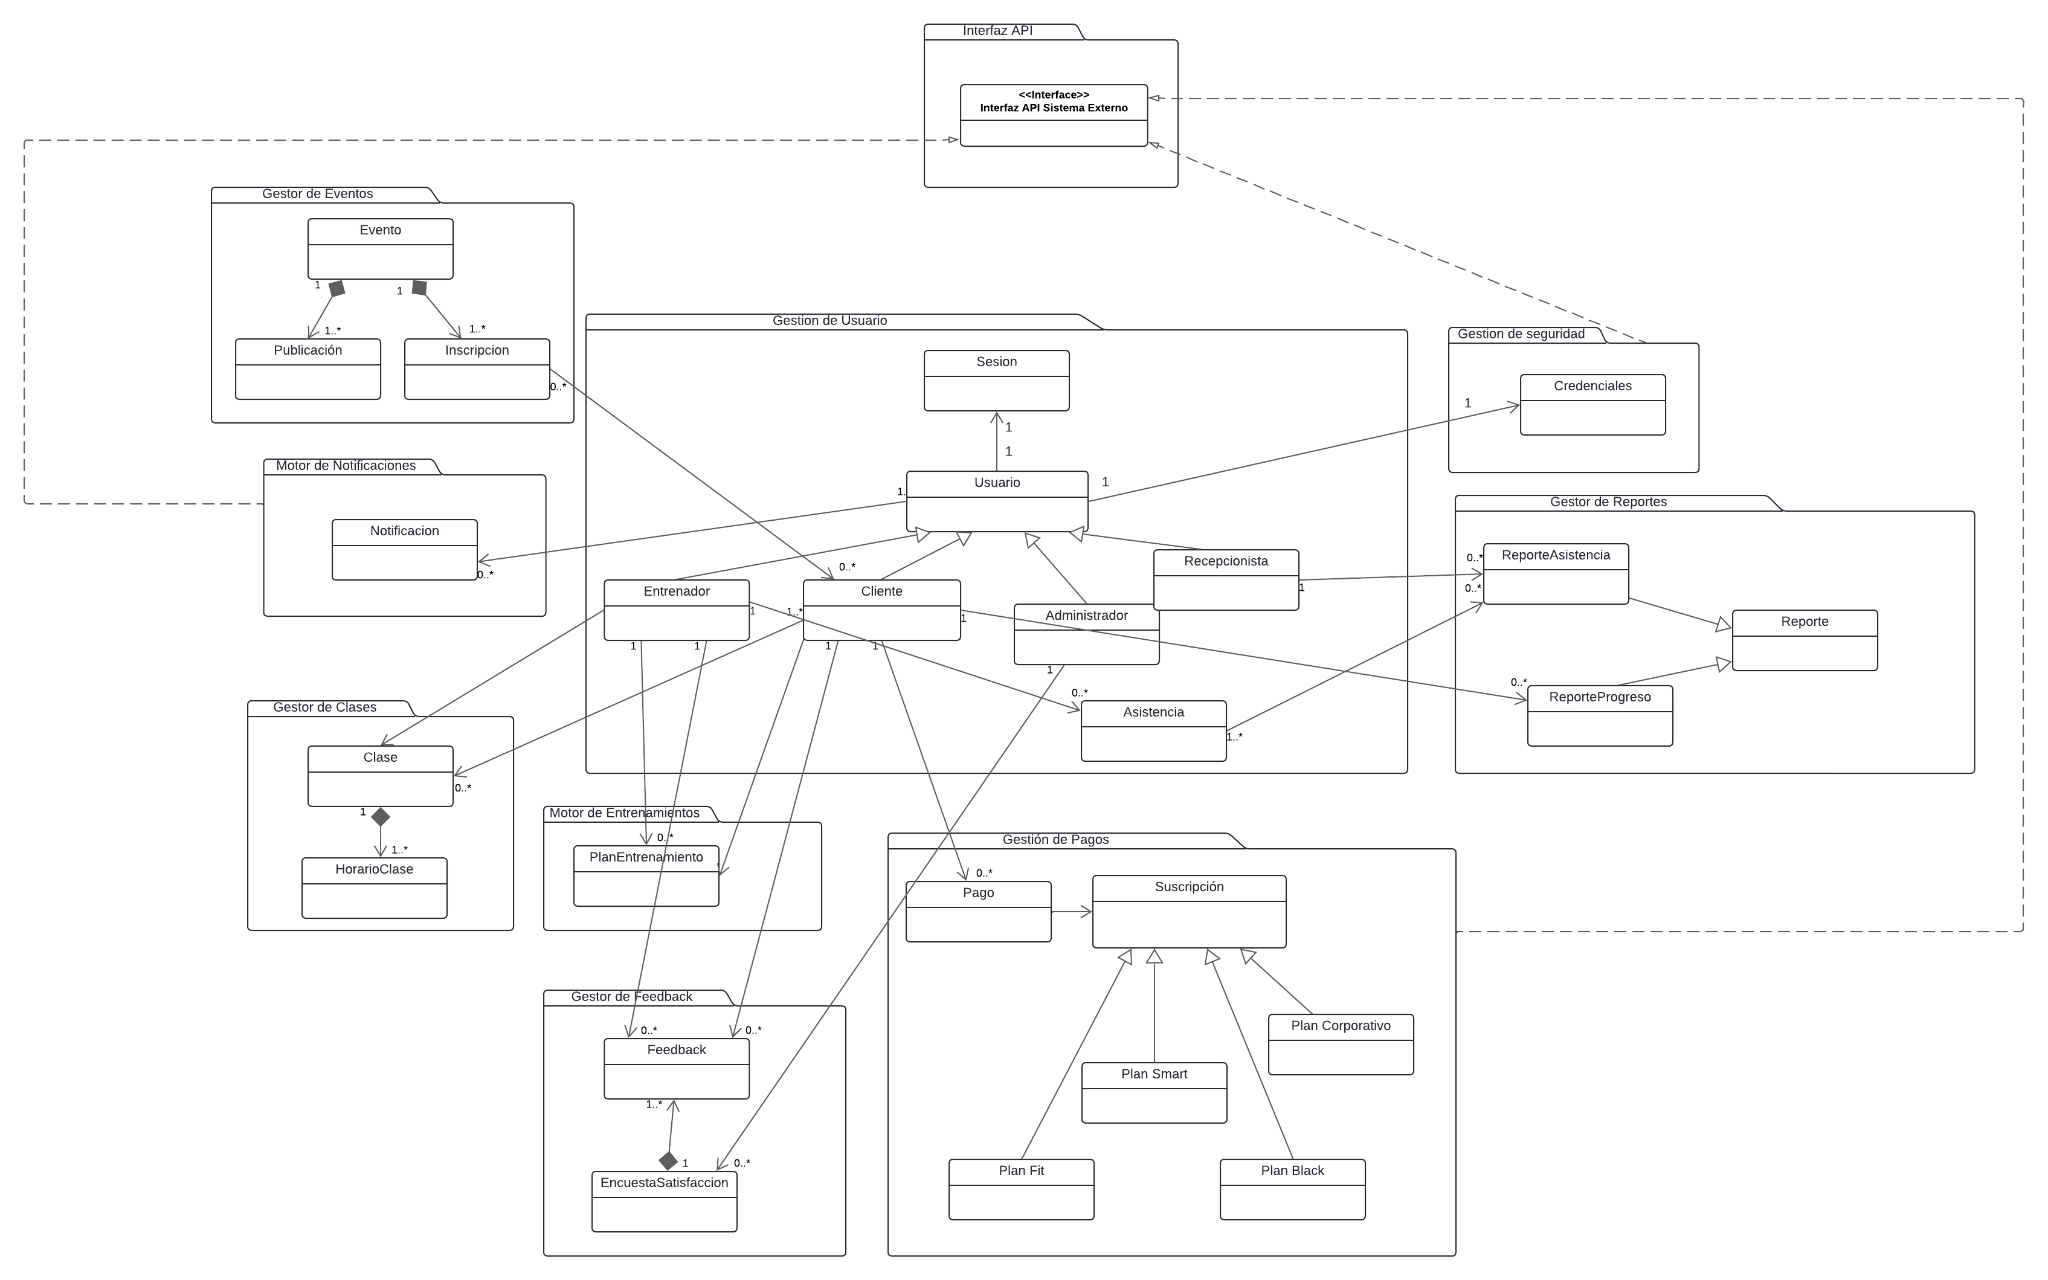 Interfaz API
<<Interface>>
Interfaz API Sistema Externo
Gestor de Eventos
Evento
1
1
1..*
1..*
Publicación
Inscripcion
0..*
Gestion de Usuario
Sesion
1
1
Usuario
1.
1
Gestion de seguridad
Credenciales
1
Motor de Notificaciones
Notificacion
0..*
Entrenador
1
1
1
Cliente
0..*
1..*
1
1
1
Administrador
1
Recepcionista
1
Asistencia
0..*
1..*
Gestor de Reportes
ReporteAsistencia
0..*
0..*
Reporte
ReporteProgreso
0..*
Gestor de Clases
Clase
0..*
1
1..*
HorarioClase
Motor de Entrenamientos
0..*
PlanEntrenamiento
Gestión de Pagos
0..*
Pago
Suscripción
Plan Corporativo
Plan Smart
Plan Fit
Plan Black
Gestor de Feedback
0..*
0..*
Feedback
1..*
1
0..*
EncuestaSatisfaccion